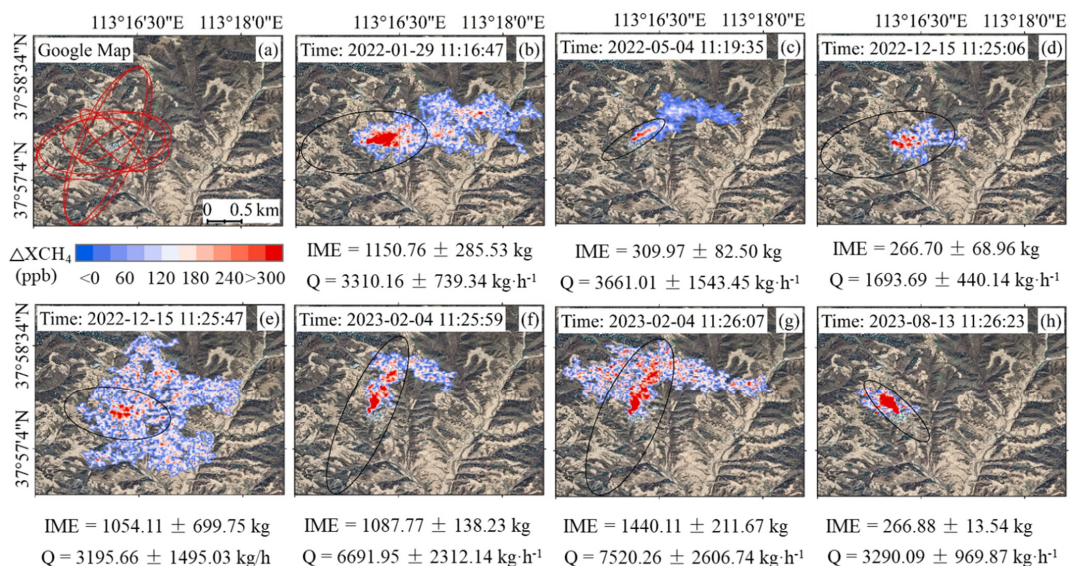 113°16'30"E 113°18'0"E 113°16'30"E 113°18'0"E 113°16'30"E 113°18'0"E
37°58'34"N
37°57'4"N
Google Map (a)
0 0.5 km
Time: 2022-01-29 11:16:47 (b)
Time: 2022-05-04 11:19:35 (c)
Time: 2022-12-15 11:25:06 (d)
△XCH₄
(ppb)
<0 60 120 180 240 >300
IME = 1150.76 ± 285.53 kg
Q = 3310.16 ± 739.34 kg·h⁻¹
IME = 309.97 ± 82.50 kg
Q = 3661.01 ± 1543.45 kg·h⁻¹
IME = 266.70 ± 68.96 kg
Q = 1693.69 ± 440.14 kg·h⁻¹
37°58'34"N
37°57'4"N
Time: 2022-12-15 11:25:47 (e)
Time: 2023-02-04 11:25:59 (f)
Time: 2023-02-04 11:26:07 (g)
Time: 2023-08-13 11:26:23 (h)
IME = 1054.11 ± 699.75 kg
Q = 3195.66 ± 1495.03 kg/h
IME = 1087.77 ± 138.23 kg
Q = 6691.95 ± 2312.14 kg·h⁻¹
IME = 1440.11 ± 211.67 kg
Q = 7520.26 ± 2606.74 kg·h⁻¹
IME = 266.88 ± 13.54 kg
Q = 3290.09 ± 969.87 kg·h⁻¹